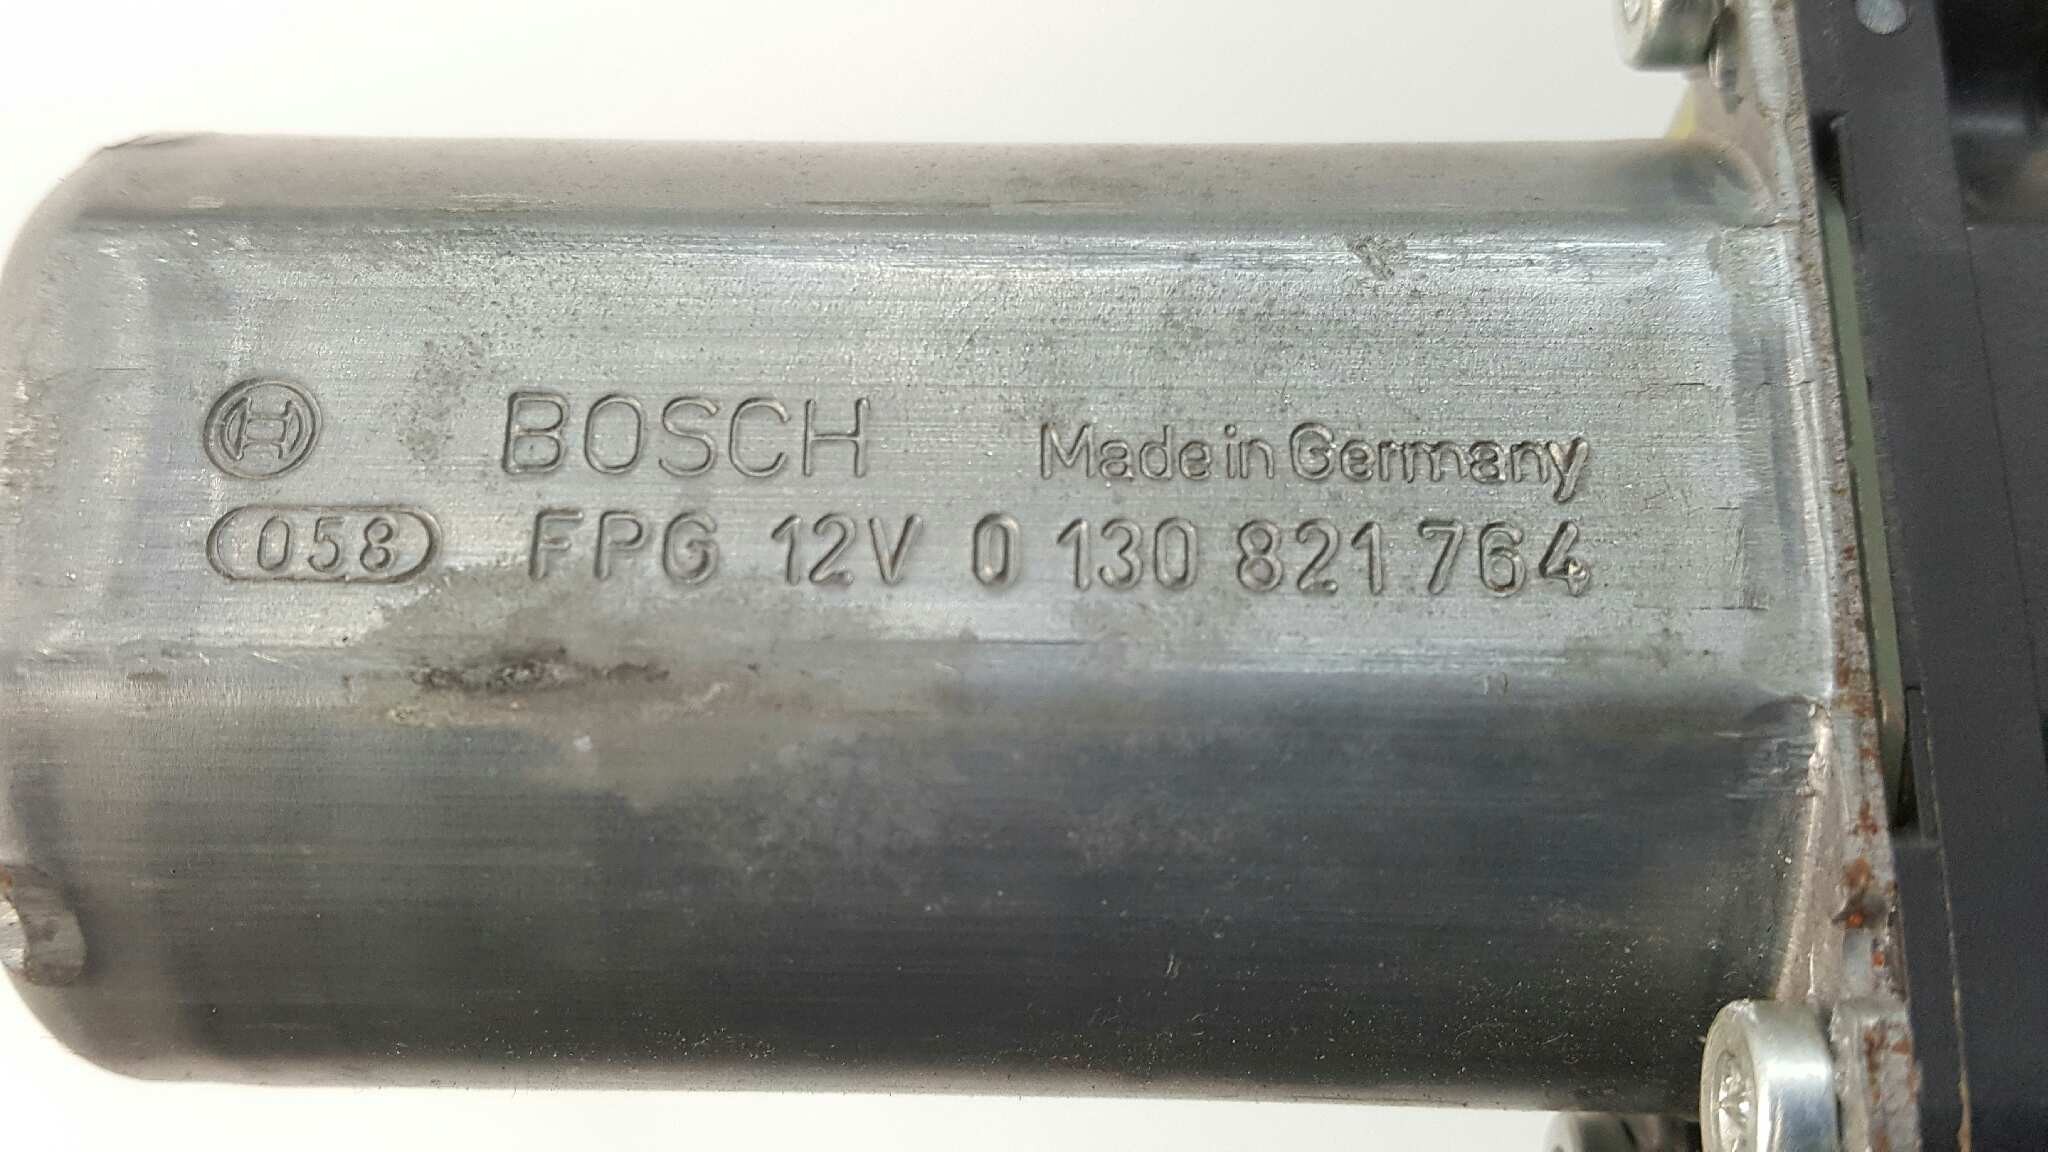 BOSCH Made in Germany
058 FPG 12V 0 130 821 764